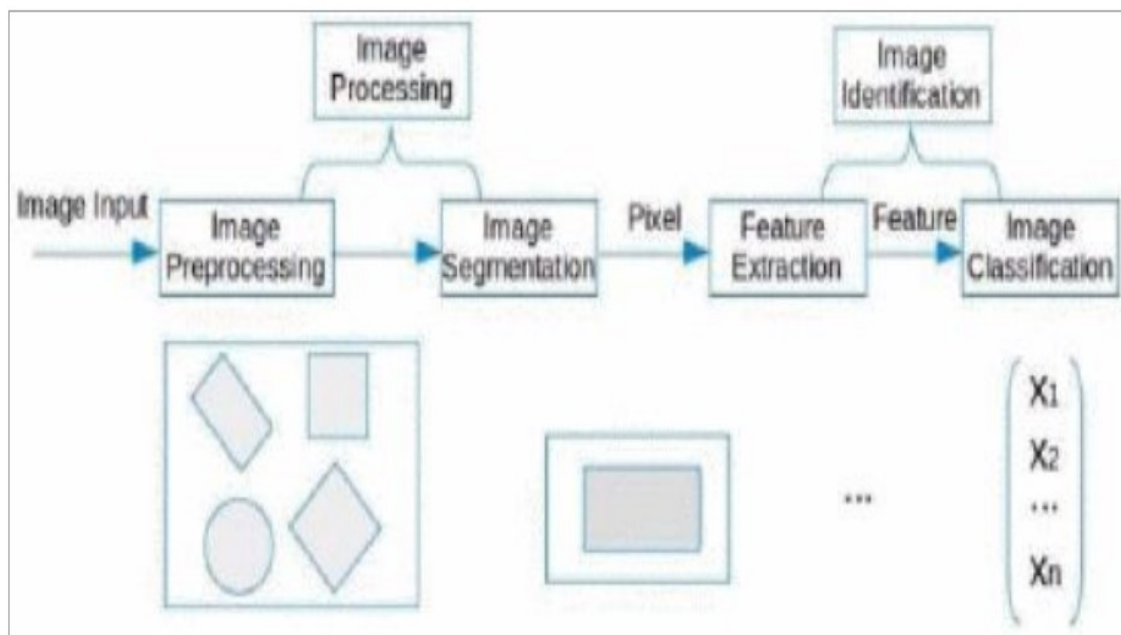 Image
Processing
Image
Identification
Image Input
Image
Preprocessing
Image
Segmentation
Pixel
Feature
Extraction
Feature
Image
Classification
X1
X2
...
Xn
...